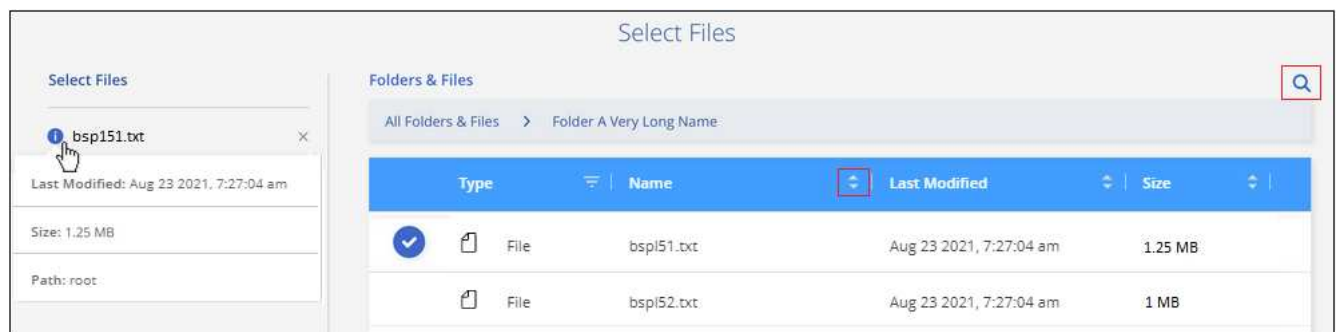 Select Files
Select Files
bsp151.txt
Last Modified: Aug 23 2021, 7:27:04 am
Size: 1.25 MB
Path: root
Folders & Files
All Folders & Files > Folder A Very Long Name
Type Name Last Modified Size
File bspl51.txt Aug 23 2021, 7:27:04 am 1.25 MB
File bspl52.txt Aug 23 2021, 7:27:04 am 1 MB